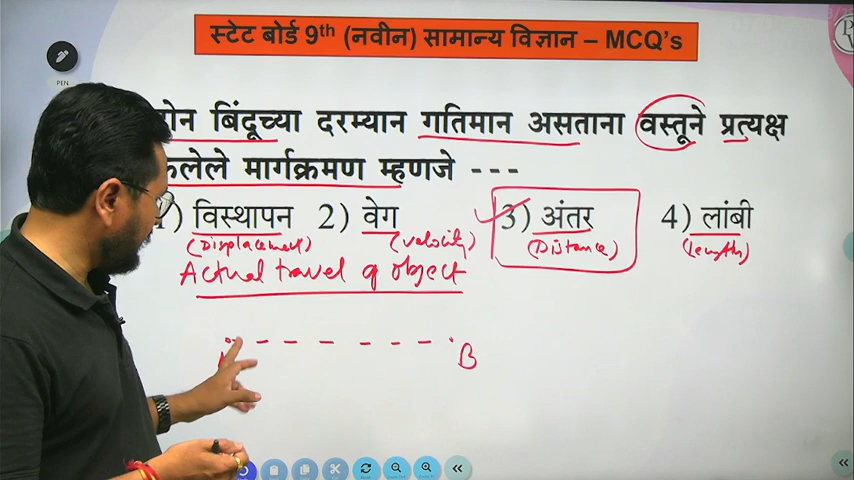 स्टेट बोर्ड 9th (नवीन) सामान्य विज्ञान – MCQ's
PEN
बिंदूच्या दरम्यान गतिमान असताना वस्तूने प्रत्यक्ष
मार्गक्रमण म्हणजे ---
1) विस्थापन 2) वेग 3) अंतर 4) लांबी
(Displacement) (velocity) (Distance) (length)
Actual travel of object
B